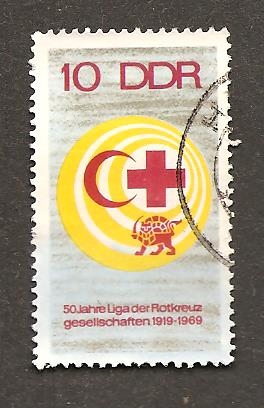 10 DDR
50 Jahre Liga der Rotkreuz
gesellschaften 1919-1969